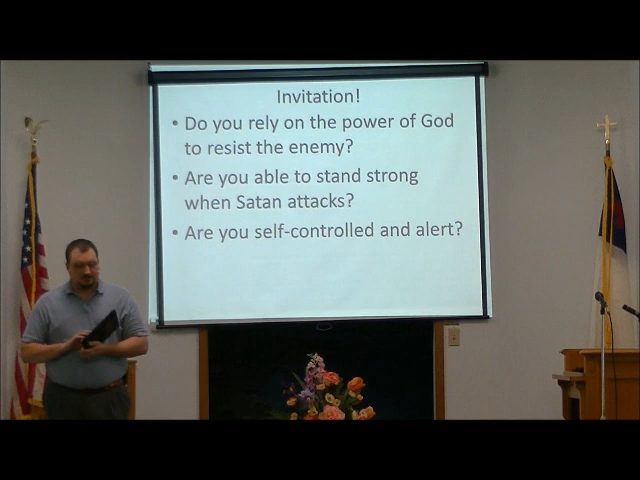 Invitation!
• Do you rely on the power of God
to resist the enemy?
• Are you able to stand strong
when Satan attacks?
• Are you self-controlled and alert?